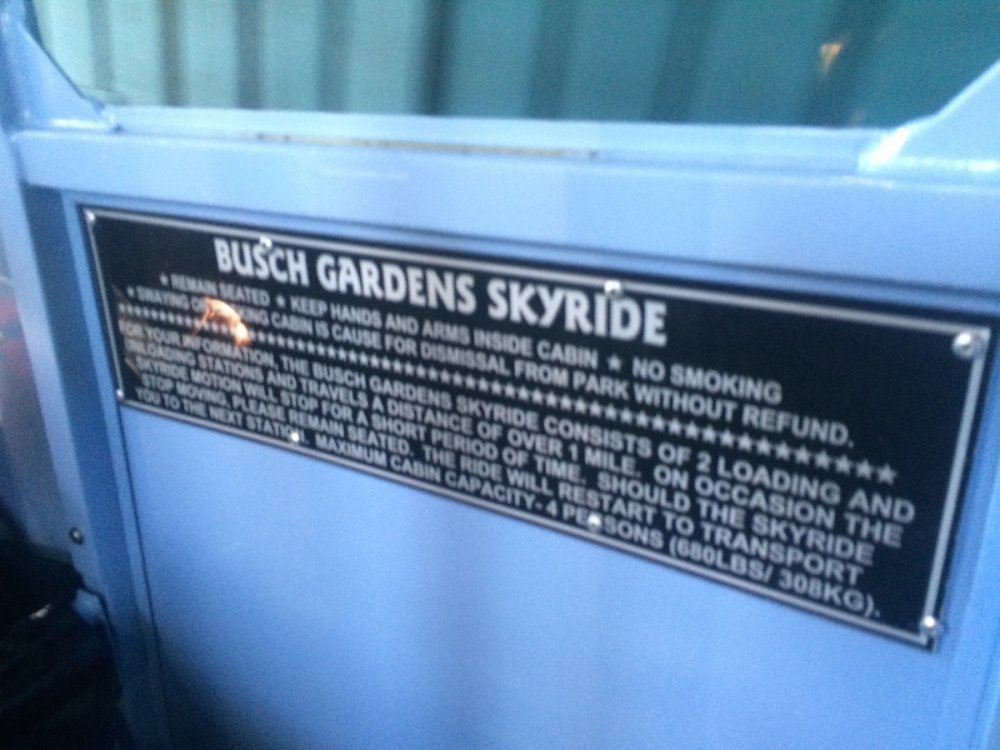 BUSCH GARDENS SKYRIDE
★ REMAIN SEATED ★ KEEP HANDS AND ARMS INSIDE CABIN ★ NO SMOKING
★ SWAYING OR CABIN IS CAUSE FOR DISMISSAL FROM PARK WITHOUT REFUND.
FOR YOUR INFORMATION, THE BUSCH GARDENS SKYRIDE CONSISTS OF 2 LOADING AND
UNLOADING STATIONS AND TRAVELS A DISTANCE OF OVER 1 MILE. ON OCCASION THE
SKYRIDE MOTION WILL STOP FOR A SHORT PERIOD OF TIME. SHOULD THE SKYRIDE
STOP MOVING, PLEASE REMAIN SEATED. THE RIDE WILL RESTART TO TRANSPORT
YOU TO THE NEXT STATION. MAXIMUM CABIN CAPACITY- 4 PERSONS (680LBS/ 308KG).